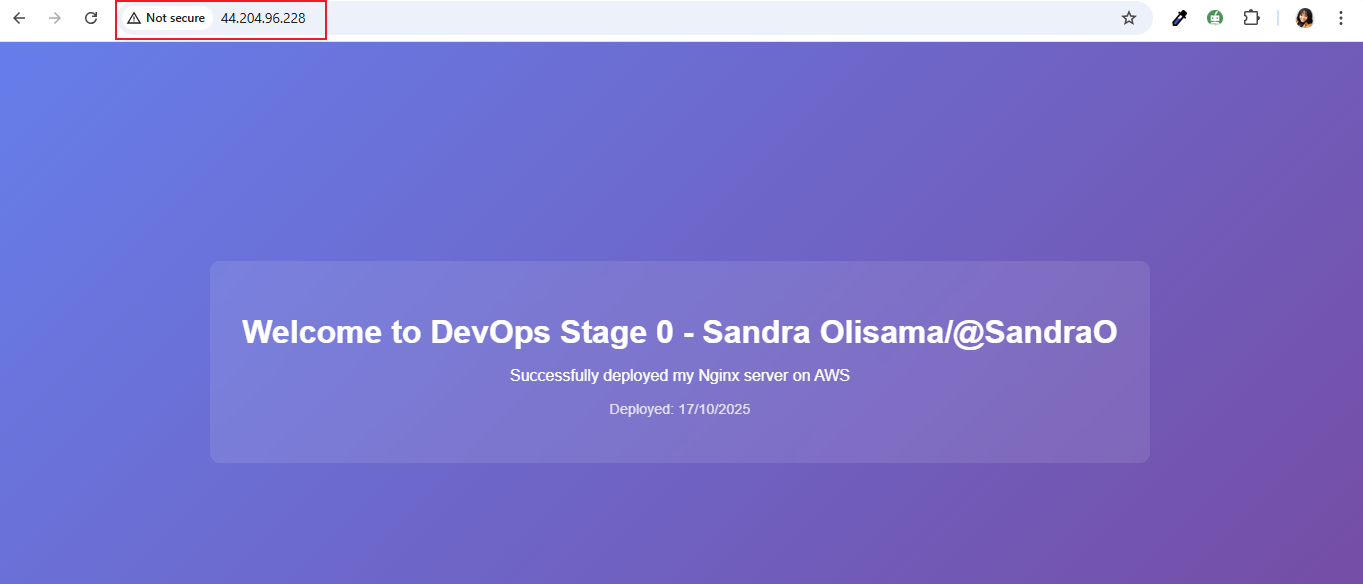 Not secure 44.204.96.228
Welcome to DevOps Stage 0 - Sandra Olisama/@SandraO
Successfully deployed my Nginx server on AWS
Deployed: 17/10/2025